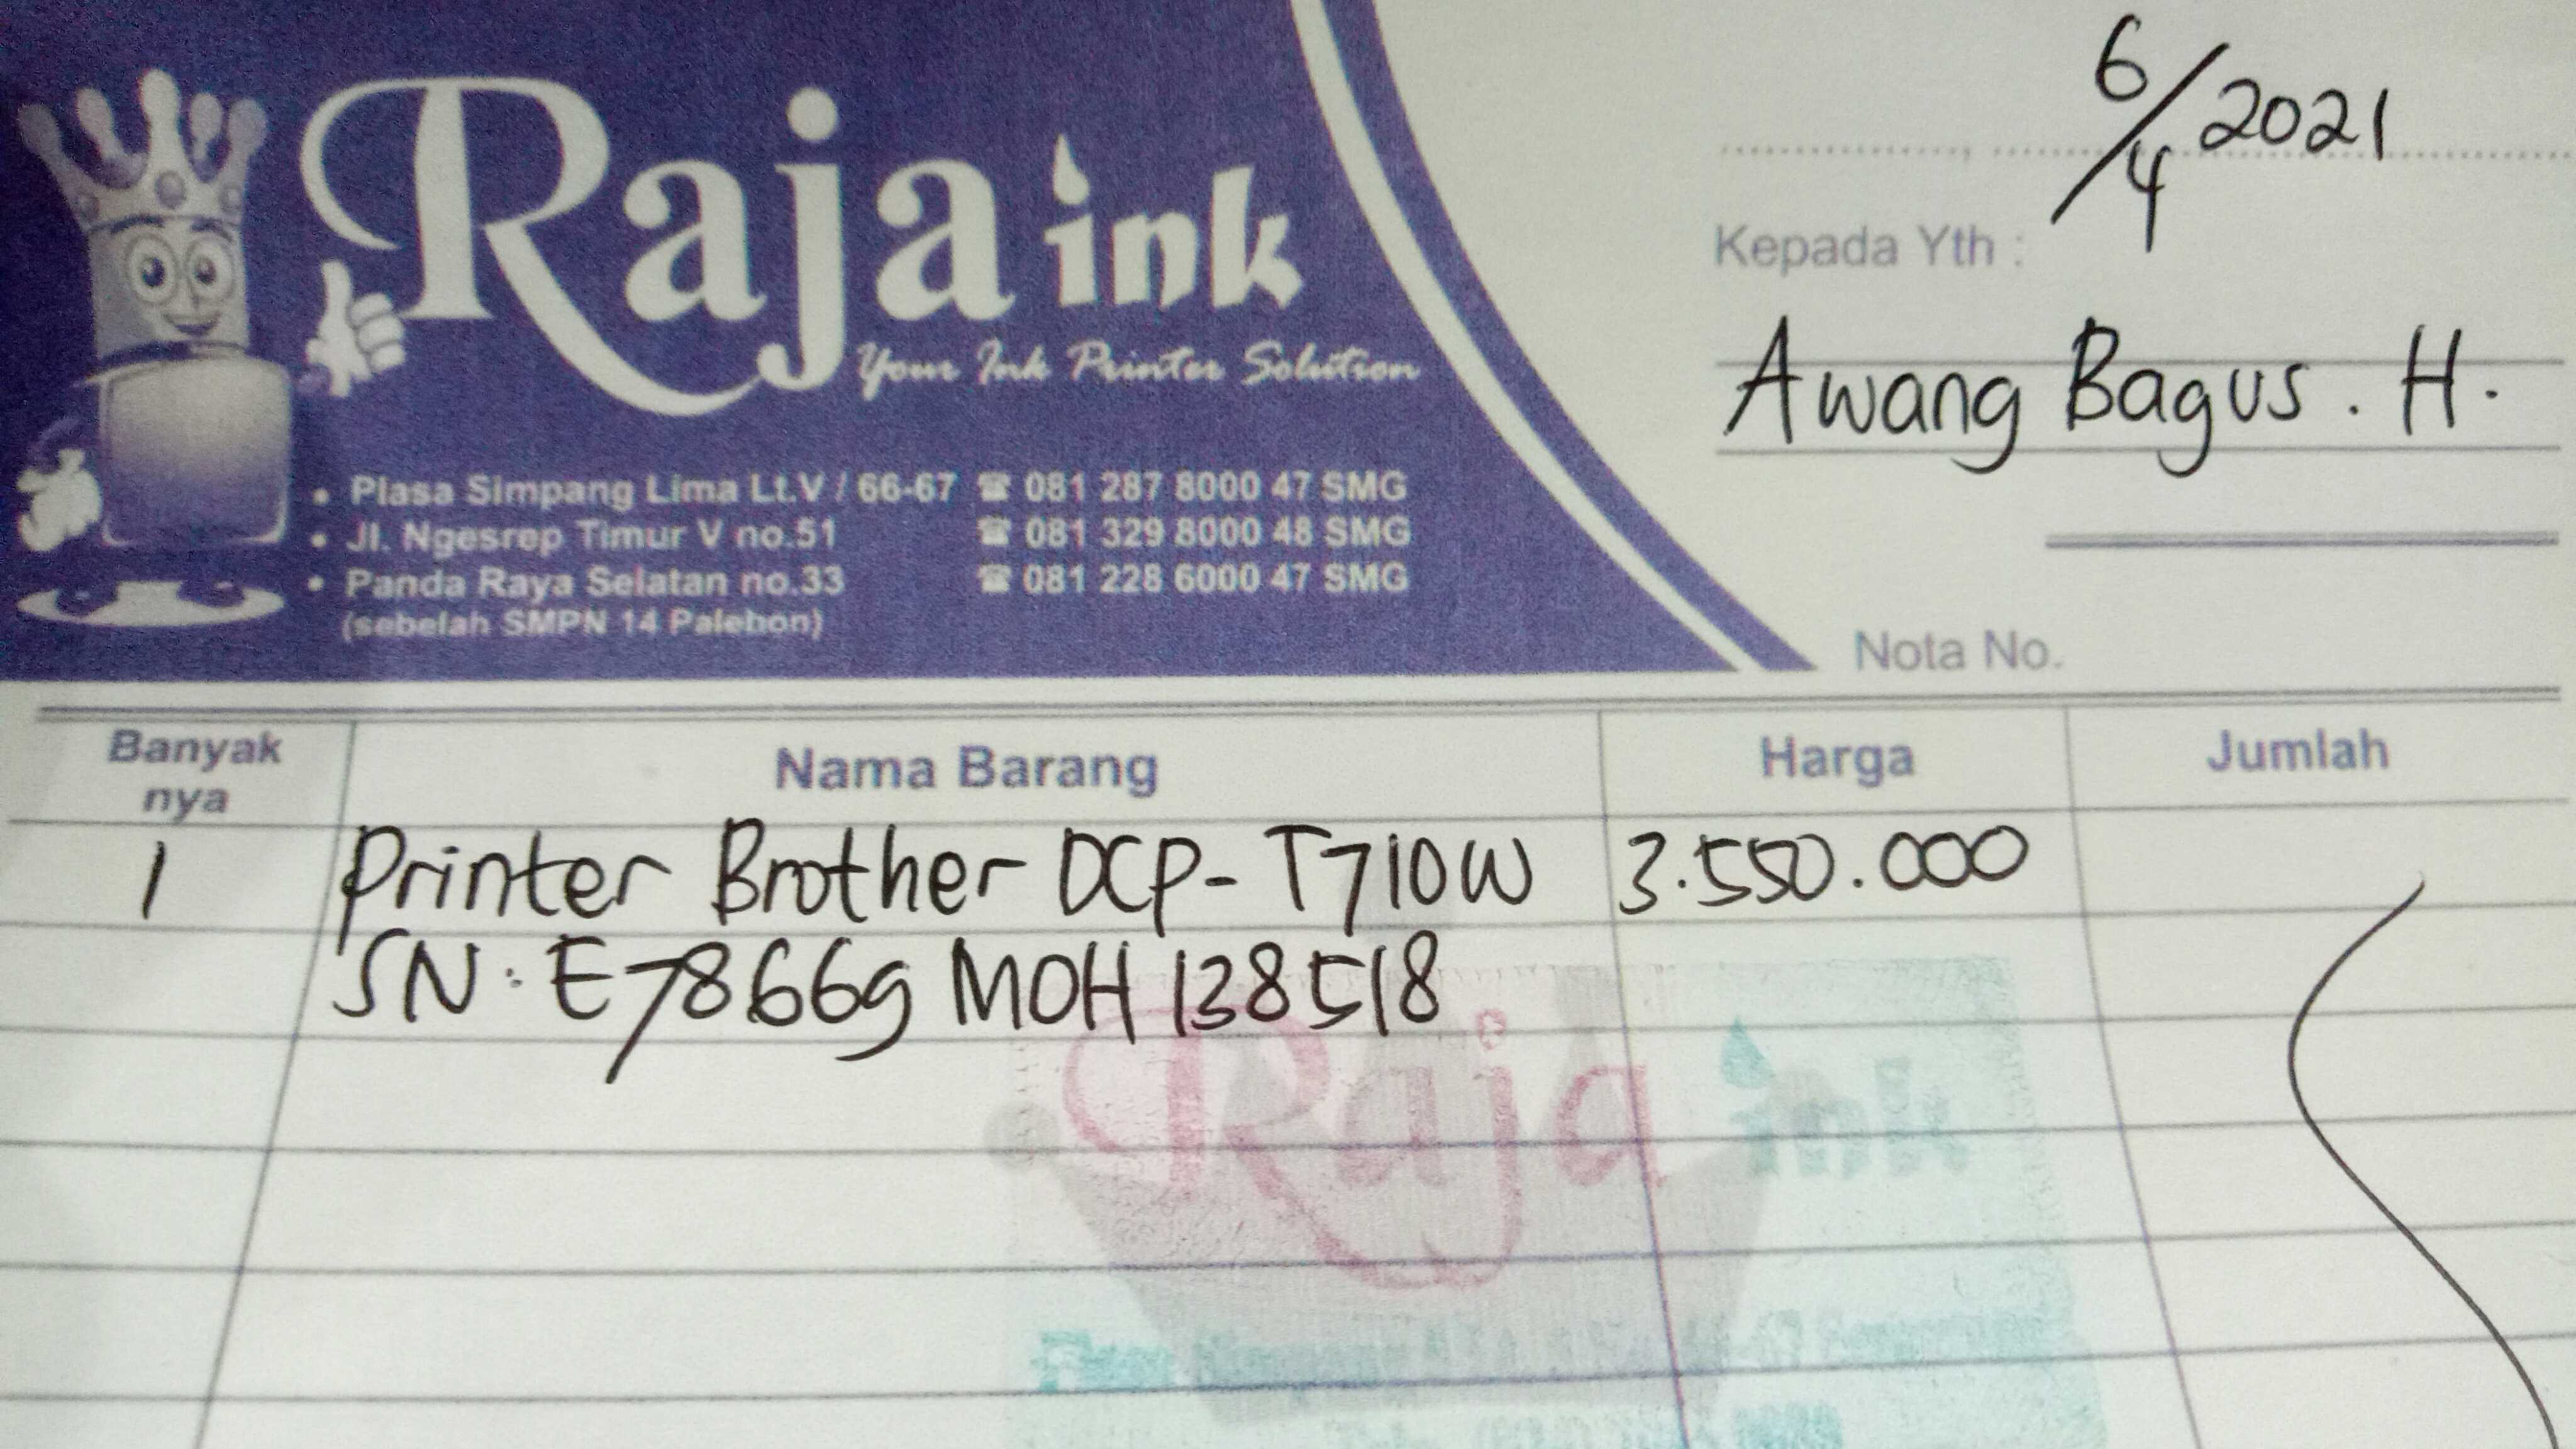 Raja ink
Your Ink Printer Solution
• Plasa Simpang Lima Lt.V / 66-67 ☎ 081 287 8000 47 SMG
• Jl. Ngesrep Timur V no.51 ☎ 081 329 8000 48 SMG
• Panda Raya Selatan no.33 ☎ 081 228 6000 47 SMG
(sebelah SMPN 14 Palebon)
6/4 2021
Kepada Yth :
Awang Bagus . H.
Nota No.
Banyak nya Nama Barang Harga Jumlah
1 Printer Brother DCP-T710W 3.550.000
SN : E78669 M0H 138518
Raja ink